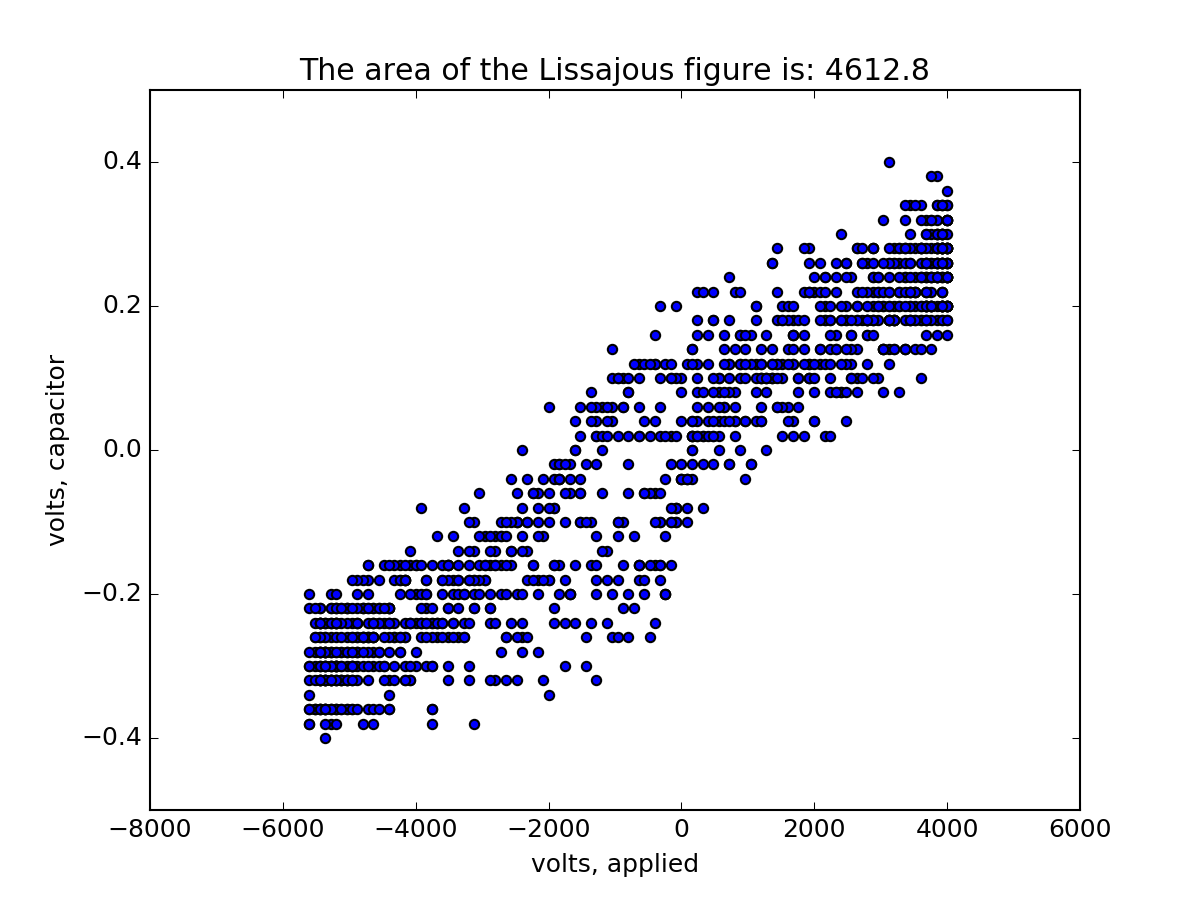 The area of the Lissajous figure is: 4612.8
0.4
0.2
0.0
−0.2
−0.4
volts, capacitor
−8000 −6000 −4000 −2000 0 2000 4000 6000
volts, applied